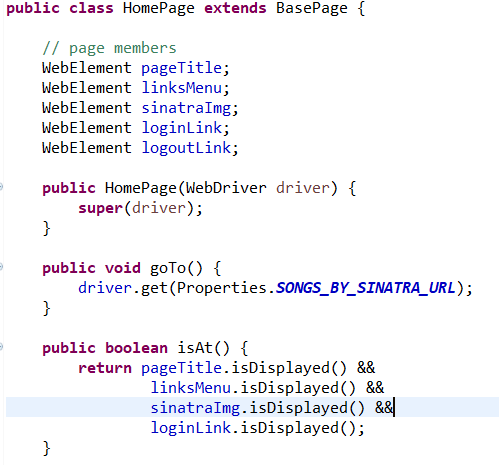 public class HomePage extends BasePage {
// page members
WebElement pageTitle;
WebElement linksMenu;
WebElement sinatraImg;
WebElement loginLink;
WebElement logoutLink;
public HomePage(WebDriver driver) {
super(driver);
}
public void goTo() {
driver.get(Properties.SONGS_BY_SINATRA_URL);
}
public boolean isAt() {
return pageTitle.isDisplayed() &&
linksMenu.isDisplayed() &&
sinatraImg.isDisplayed() &&
loginLink.isDisplayed();
}